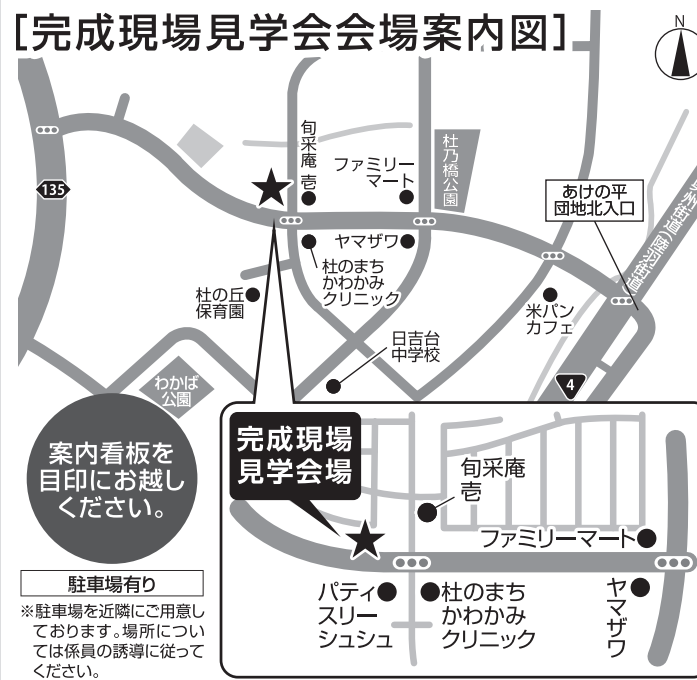 [完成現場見学会会場案内図]
N
旬采庵 壱
ファミリー
マート
杜乃橋公園
135
あけの平
団地北入口
奥州街道(陸羽街道)
ヤマザワ
杜のまち
かわかみ
クリニック
杜の丘
保育園
米パン
カフェ
日吉台
中学校
わかば
公園
4
案内看板を
目印にお越し
ください。
完成現場
見学会場
旬采庵
壱
ファミリーマート
パティ
スリー
シュシュ
杜のまち
かわかみ
クリニック
ヤマザワ
駐車場有り
※駐車場を近隣にご用意し
ております。場所につい
ては係員の誘導に従って
ください。